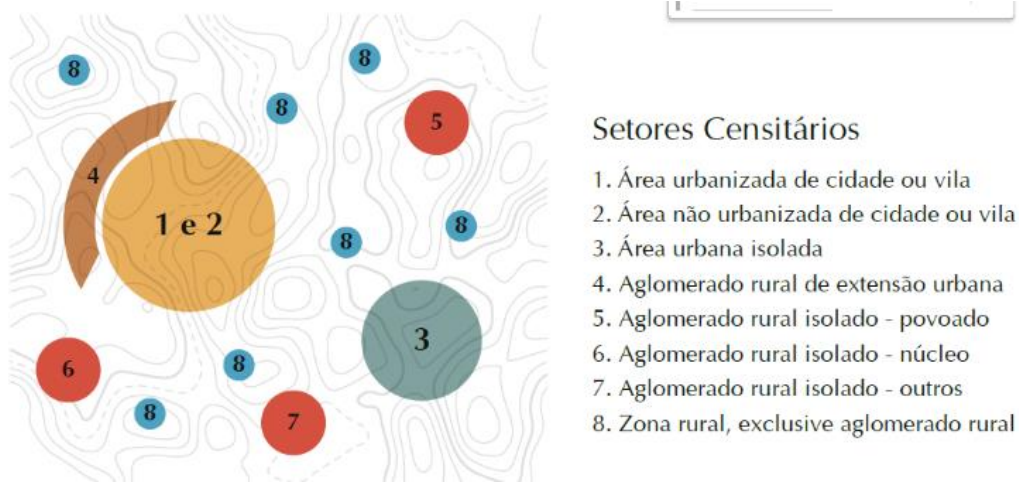 8
8
8
5
4
1 e 2
8
8
3
8
6
8
7
Setores Censitários
1. Área urbanizada de cidade ou vila
2. Área não urbanizada de cidade ou vila
3. Área urbana isolada
4. Aglomerado rural de extensão urbana
5. Aglomerado rural isolado - povoado
6. Aglomerado rural isolado - núcleo
7. Aglomerado rural isolado - outros
8. Zona rural, exclusive aglomerado rural